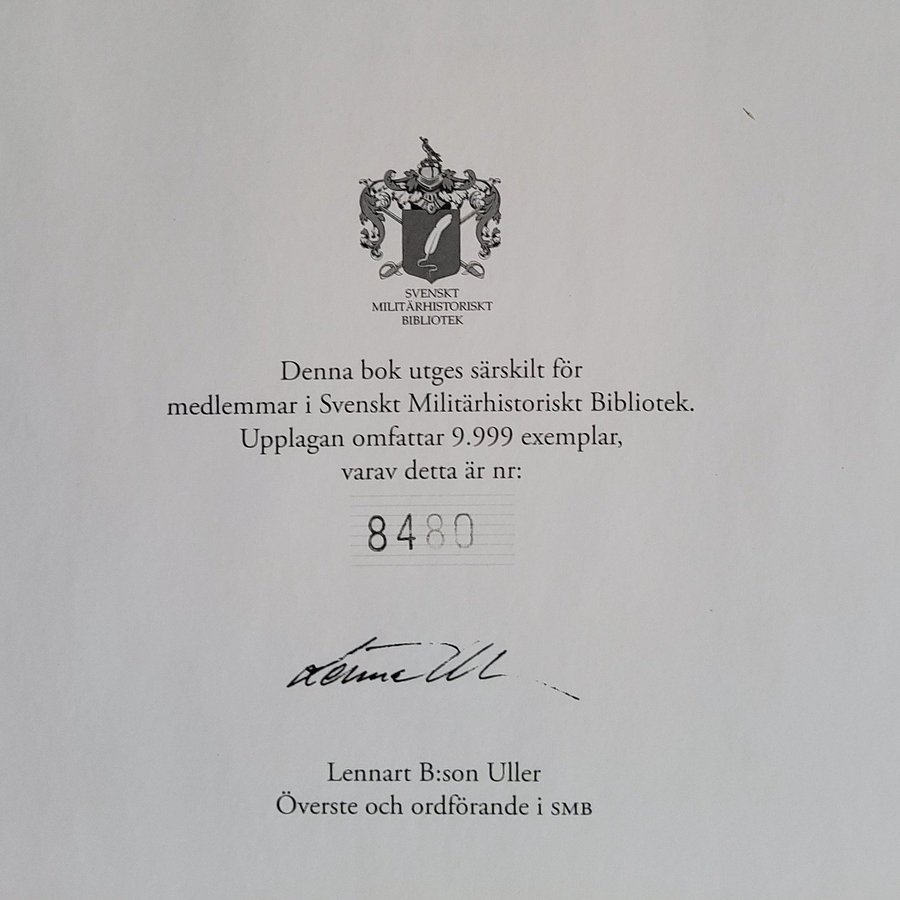 SVENSKT
MILITÄRHISTORISKT
BIBLIOTEK
Denna bok utges särskilt för
medlemmar i Svenskt Militärhistoriskt Bibliotek.
Upplagan omfattar 9.999 exemplar,
varav detta är nr:
8480
Lennart B:son Uller
Överste och ordförande i SMB